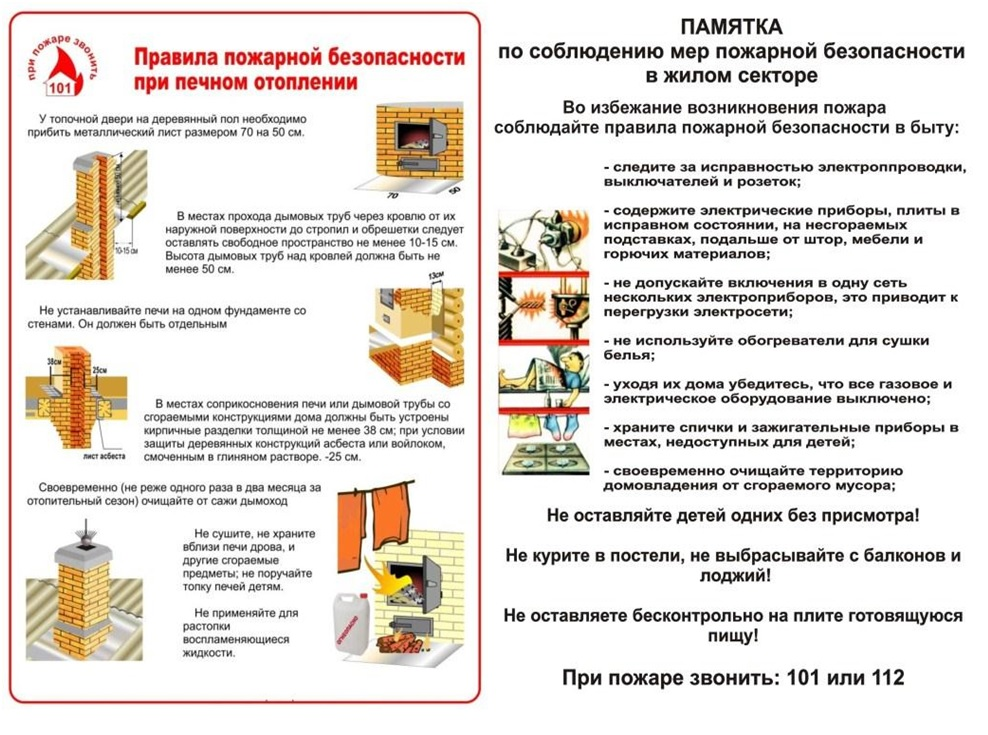 при пожаре звонить
101
Правила пожарной безопасности
при печном отоплении
У топочной двери на деревянный пол необходимо
прибить металлический лист размером 70 на 50 см.
70
50
10-15 см
В местах прохода дымовых труб через кровлю от их
наружной поверхности до стропил и обрешетки следует
оставлять свободное пространство не менее 10-15 см.
Высота дымовых труб над кровлей должна быть не
менее 50 см.
13см
Не устанавливайте печи на одном фундаменте со
стенами. Он должен быть отдельным
38см
25см
лист асбеста
В местах соприкосновения печи или дымовой трубы со
сгораемыми конструкциями дома должны быть устроены
кирпичные разделки толщиной не менее 38 см; при условии
защиты деревянных конструкций асбеста или войлоком,
смоченным в глиняном растворе. -25 см.
Своевременно (не реже одного раза в два месяца за
отопительный сезон) очищайте от сажи дымоход
Не сушите, не храните
вблизи печи дрова, и
другие сгораемые
предметы; не поручайте
топку печей детям.
Не применяйте для
растопки
воспламеняющиеся
жидкости.
огнеопасно
ПАМЯТКА
по соблюдению мер пожарной безопасности
в жилом секторе
Во избежание возникновения пожара
соблюдайте правила пожарной безопасности в быту:
- следите за исправностью электроппроводки,
выключателей и розеток;
- содержите электрические приборы, плиты в
исправном состоянии, на несгораемых
подставках, подальше от штор, мебели и
горючих материалов;
- не допускайте включения в одну сеть
нескольких электроприборов, это приводит к
перегрузки электросети;
- не используйте обогреватели для сушки
белья;
- уходя их дома убедитесь, что все газовое и
электрическое оборудование выключено;
- храните спички и зажигательные приборы в
местах, недоступных для детей;
- своевременно очищайте территорию
домовладения от сгораемого мусора;
Не оставляйте детей одних без присмотра!
Не курите в постели, не выбрасывайте с балконов и
лоджий!
Не оставляете бесконтрольно на плите готовящуюся
пищу!
При пожаре звонить: 101 или 112